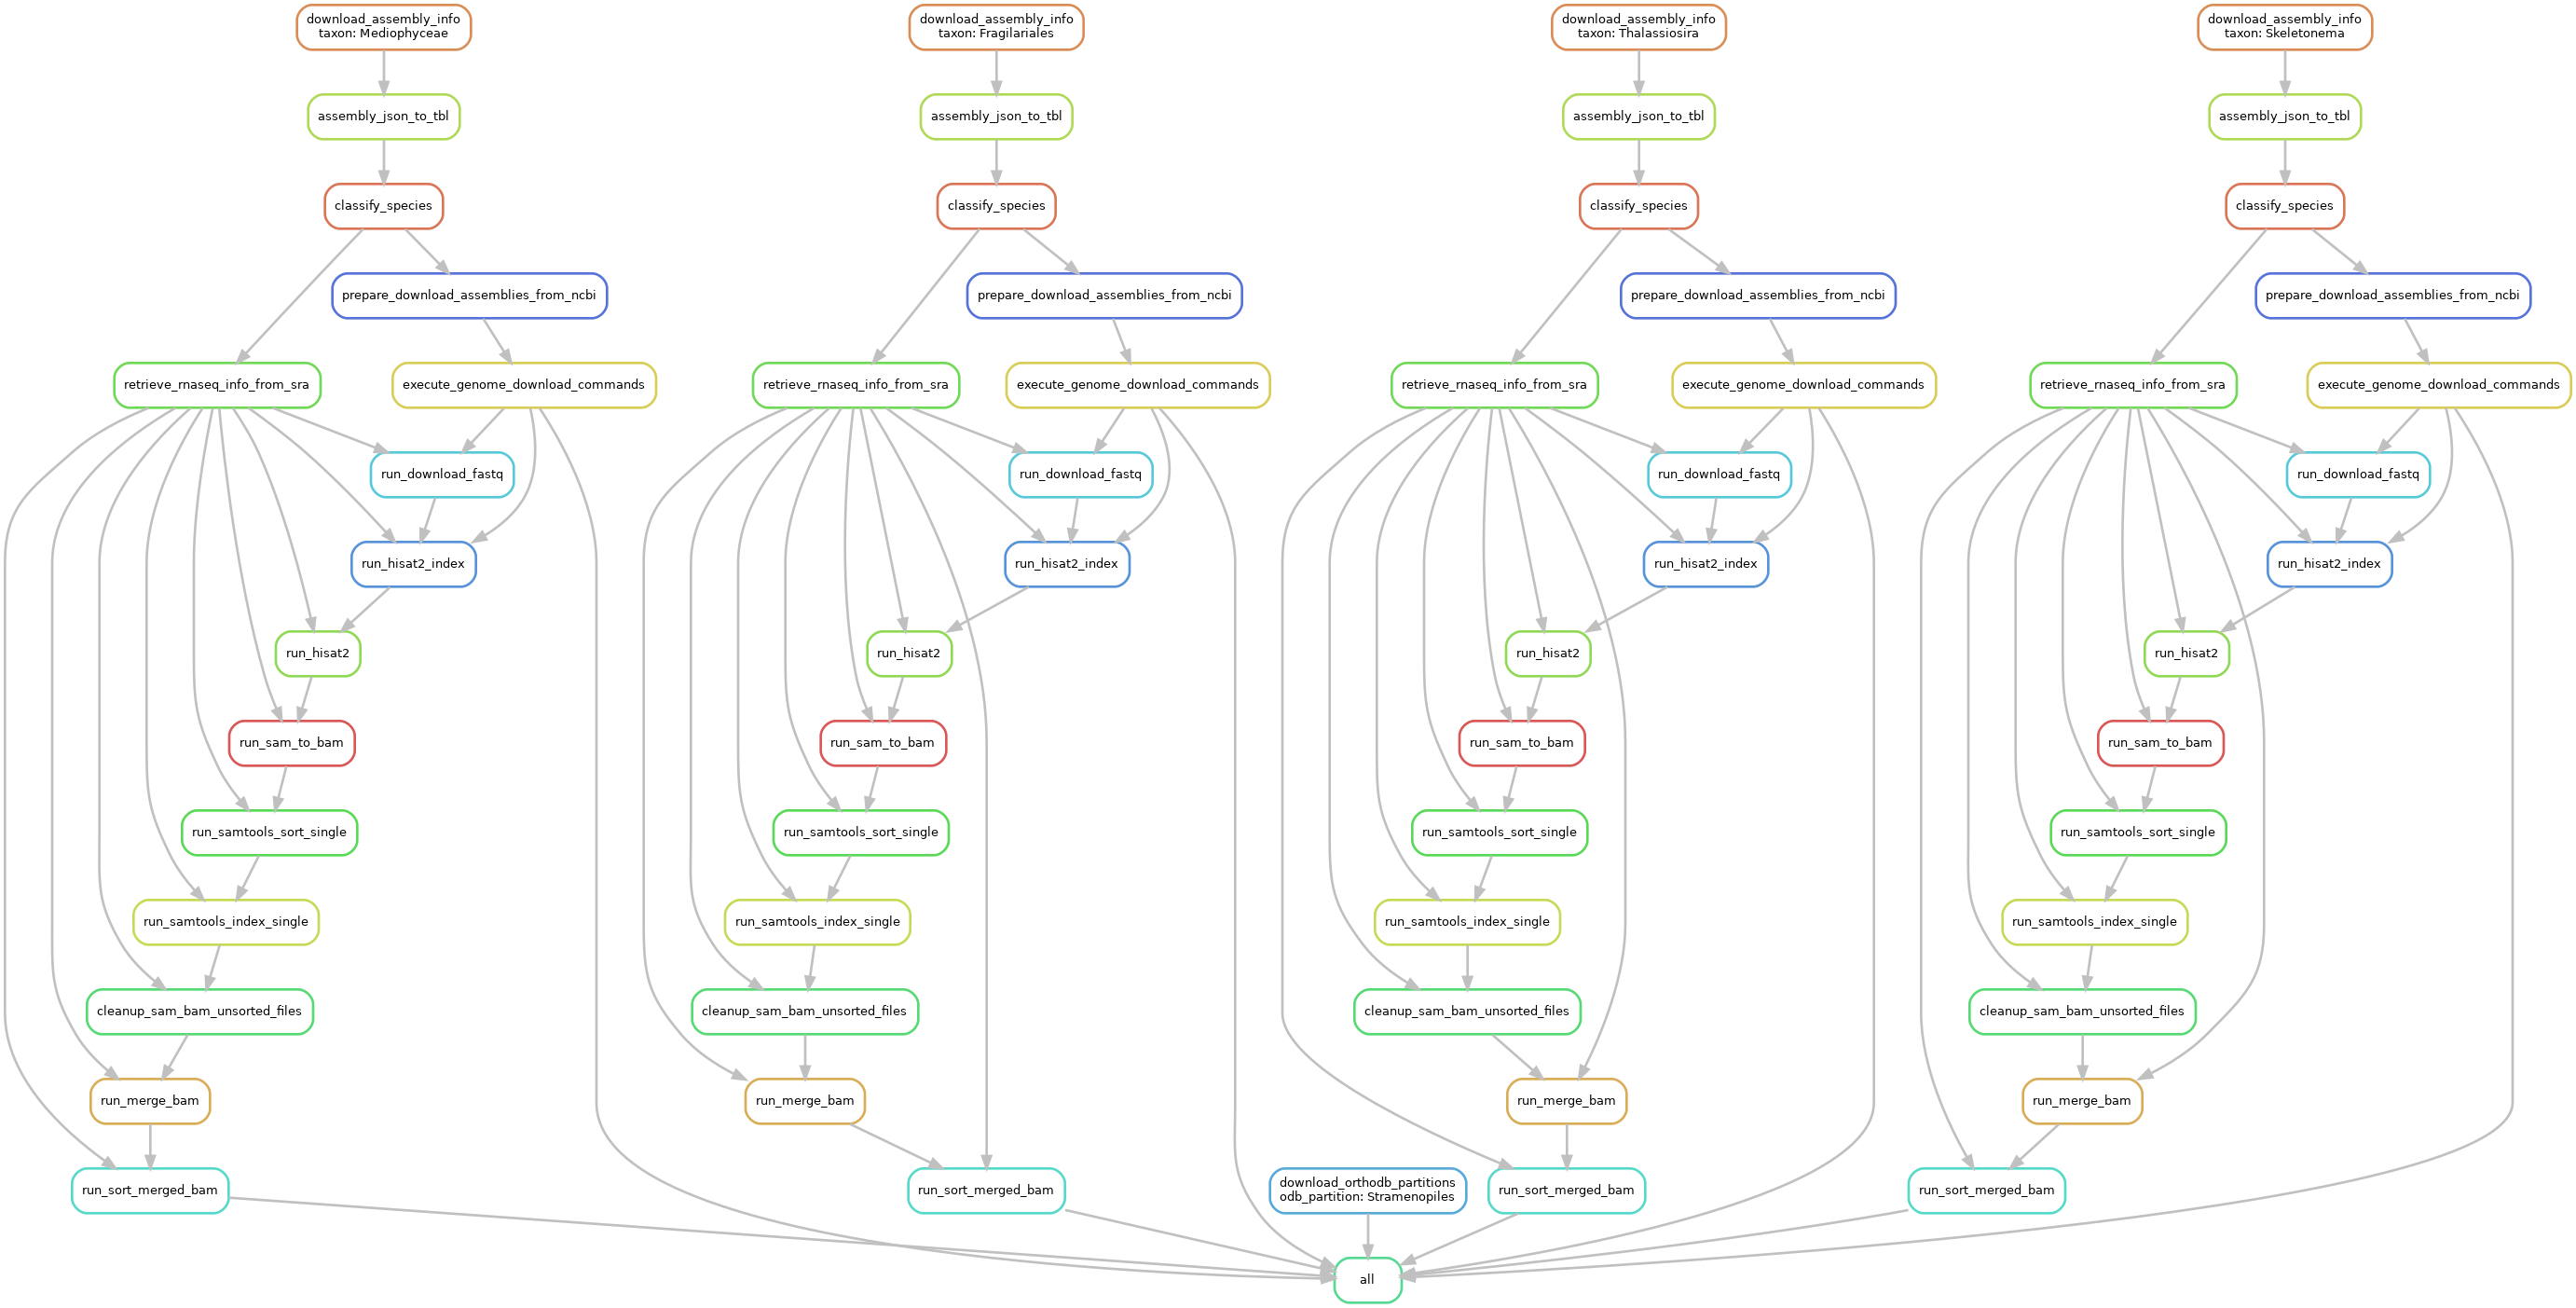 download_assembly_info
taxon: Mediophyceae
download_assembly_info
taxon: Fragilariales
download_assembly_info
taxon: Thalassiosira
download_assembly_info
taxon: Skeletonema
assembly_json_to_tbl
assembly_json_to_tbl
assembly_json_to_tbl
assembly_json_to_tbl
classify_species
classify_species
classify_species
classify_species
prepare_download_assemblies_from_ncbi
prepare_download_assemblies_from_ncbi
prepare_download_assemblies_from_ncbi
prepare_download_assemblies_from_ncbi
retrieve_rnaseq_info_from_sra
execute_genome_download_commands
retrieve_rnaseq_info_from_sra
execute_genome_download_commands
retrieve_rnaseq_info_from_sra
execute_genome_download_commands
retrieve_rnaseq_info_from_sra
execute_genome_download_commands
run_download_fastq
run_download_fastq
run_download_fastq
run_download_fastq
run_hisat2_index
run_hisat2_index
run_hisat2_index
run_hisat2_index
run_hisat2
run_hisat2
run_hisat2
run_hisat2
run_sam_to_bam
run_sam_to_bam
run_sam_to_bam
run_sam_to_bam
run_samtools_sort_single
run_samtools_sort_single
run_samtools_sort_single
run_samtools_sort_single
run_samtools_index_single
run_samtools_index_single
run_samtools_index_single
run_samtools_index_single
cleanup_sam_bam_unsorted_files
cleanup_sam_bam_unsorted_files
cleanup_sam_bam_unsorted_files
cleanup_sam_bam_unsorted_files
run_merge_bam
run_merge_bam
run_merge_bam
run_merge_bam
run_sort_merged_bam
run_sort_merged_bam
download_orthodb_partitions
odb_partition: Stramenopiles
run_sort_merged_bam
run_sort_merged_bam
all